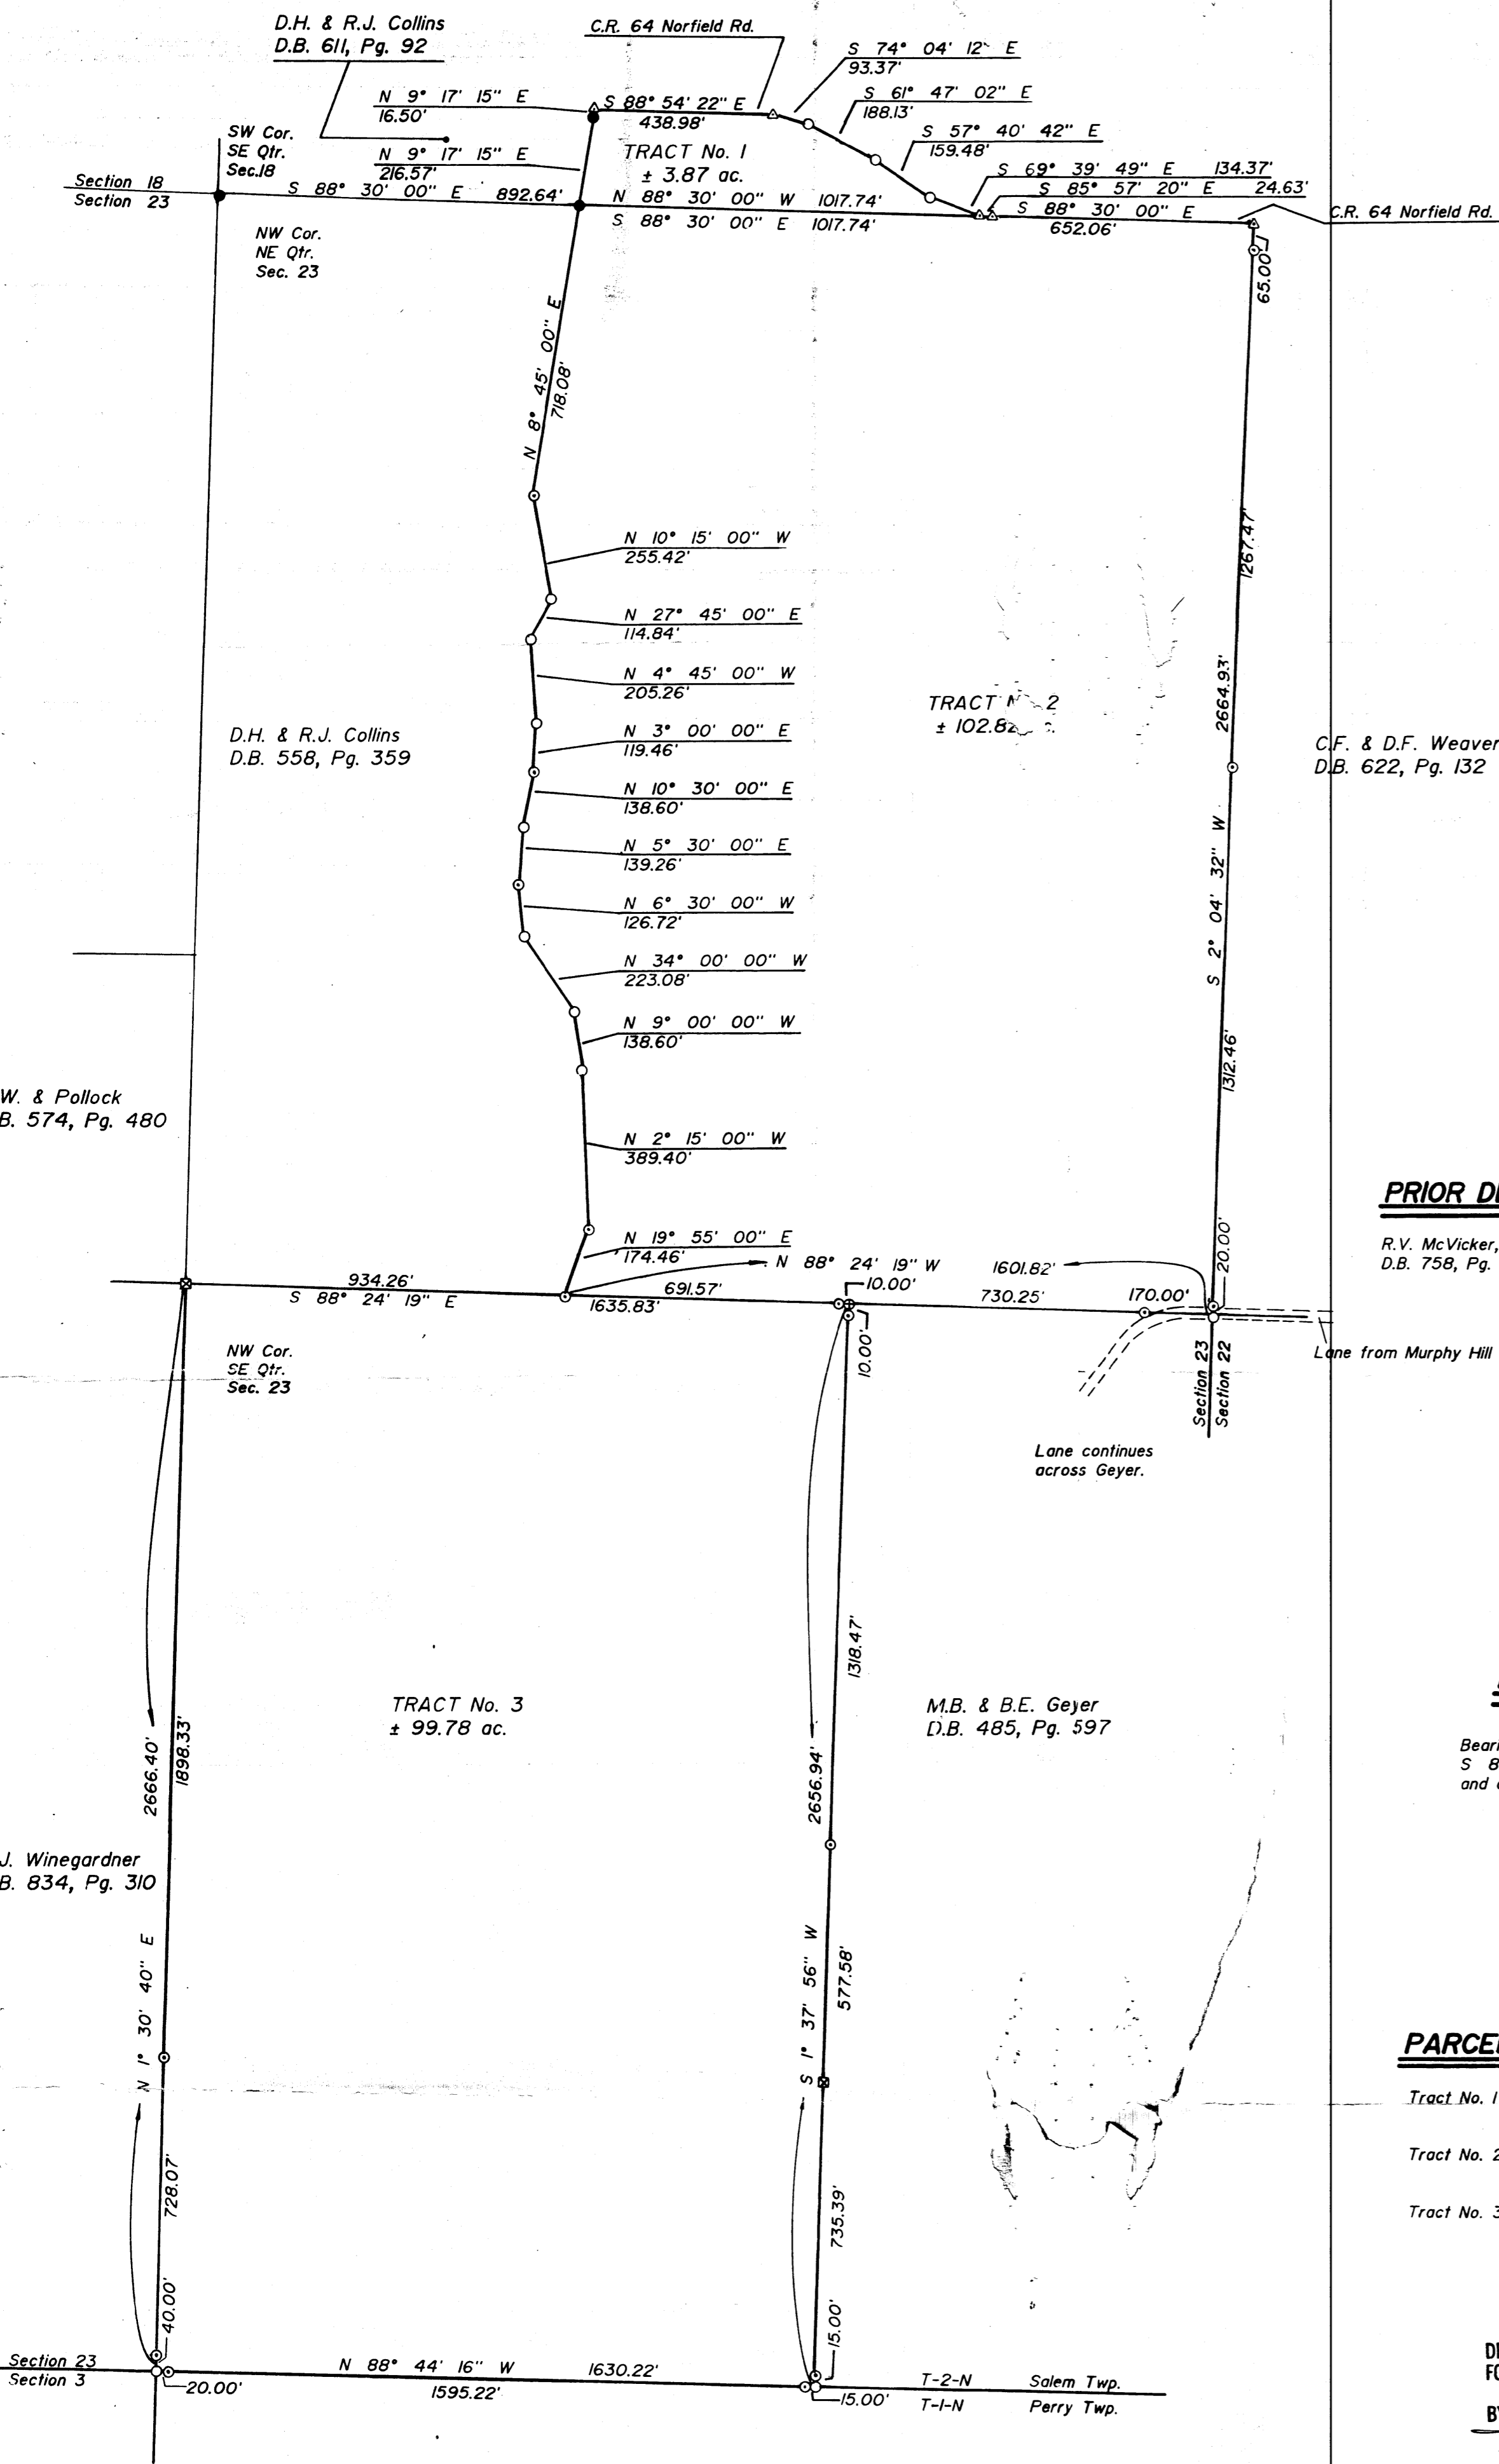 D.H. & R.J. Collins
D.B. 611, Pg. 92
C.R. 64 Norfield Rd.
S 74° 04' 12" E
93.37'
N 9° 17' 15" E
16.50'
S 88° 54' 22" E
438.98'
S 61° 47' 02" E
188.13'
SW Cor.
SE Qtr.
Sec.18
S 57° 40' 42" E
159.48'
N 9° 17' 15" E
216.57'
TRACT No. 1
± 3.87 ac.
S 69° 39' 49" E 134.37'
S 85° 57' 20" E 24.63'
Section 18
Section 23
S 88° 30' 00" E 892.64'
N 88° 30' 00" W 1017.74'
S 88° 30' 00" E 1017.74'
S 88° 30' 00" E
652.06'
C.R. 64 Norfield Rd.
NW Cor.
NE Qtr.
Sec. 23
65.00'
N 8° 45' 00" E
718.08'
N 10° 15' 00" W
255.42'
1267.47'
N 27° 45' 00" E
114.84'
N 4° 45' 00" W
205.26'
2664.93'
TRACT 2
± 102.82
D.H. & R.J. Collins
D.B. 558, Pg. 359
N 3° 00' 00" E
119.46'
C.F. & D.F. Weaver
D.B. 622, Pg. 132
N 10° 30' 00" E
138.60'
N 5° 30' 00" E
139.26'
S 2° 04' 32" W
N 6° 30' 00" W
126.72'
N 34° 00' 00" W
223.08'
N 9° 00' 00" W
138.60'
1312.46'
W. & Pollock
B. 574, Pg. 480
N 2° 15' 00" W
389.40'
PRIOR
R.V. McVicker,
D.B. 758, Pg.
N 19° 55' 00" E
174.46'
20.00'
N 88° 24' 19" W
1601.82'
934.26'
S 88° 24' 19" E
691.57'
1635.83'
10.00'
730.25'
170.00'
10.00'
NW Cor.
SE Qtr.
Sec. 23
Section 23
Section 22
Lane from Murphy Hill
Lane continues
across Geyer.
1318.47'
TRACT No. 3
± 99.78 ac.
M.B. & B.E. Geyer
D.B. 485, Pg. 597
2666.40'
1898.33'
2656.94'
S 8
and
J. Winegardner
B. 834, Pg. 310
N 1° 30' 40" E
S 1° 37' 56" W
577.58'
Tract No. 1
Tract No. 2
Tract No. 3
728.07'
735.39'
40.00'
15.00'
Section 23
Section 3
N 88° 44' 16" W 1630.22'
1595.22'
20.00'
15.00'
T-2-N Salem Twp.
T-1-N Perry Twp.